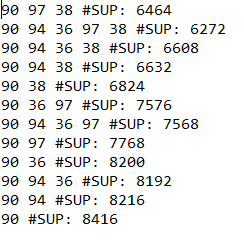 90 97 38 #SUP: 6464
90 94 36 97 38 #SUP: 6272
90 94 36 38 #SUP: 6608
90 94 38 #SUP: 6632
90 38 #SUP: 6824
90 36 97 #SUP: 7576
90 94 36 97 #SUP: 7568
90 97 #SUP: 7768
90 36 #SUP: 8200
90 94 36 #SUP: 8192
90 94 #SUP: 8216
90 #SUP: 8416